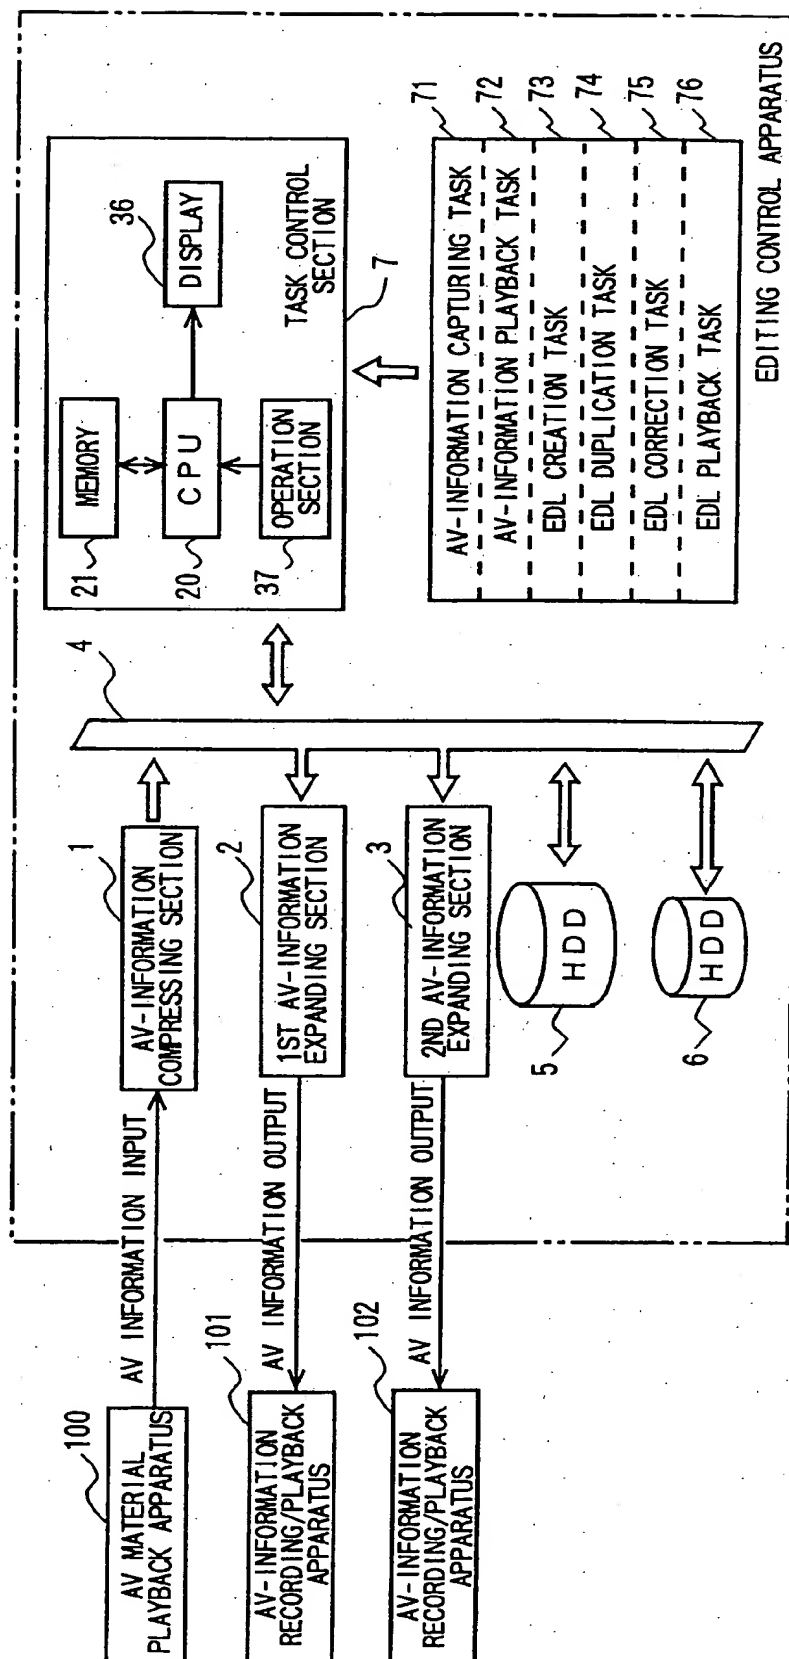 100
AV MATERIAL
PLAYBACK APPARATUS
AV INFORMATION INPUT
1
AV-INFORMATION
COMPRESSING SECTION
101
AV-INFORMATION
RECORDING/PLAYBACK
APPARATUS
AV INFORMATION OUTPUT
2
1ST AV-INFORMATION
EXPANDING SECTION
102
AV-INFORMATION
RECORDING/PLAYBACK
APPARATUS
AV INFORMATION OUTPUT
3
2ND AV-INFORMATION
EXPANDING SECTION
5
HDD
6
HDD
4
21
MEMORY
20
CPU
37
OPERATION
SECTION
36
DISPLAY
TASK CONTROL
SECTION
7
AV-INFORMATION CAPTURING TASK
71
AV-INFORMATION PLAYBACK TASK
72
EDL CREATION TASK
73
EDL DUPLICATION TASK
74
EDL CORRECTION TASK
75
EDL PLAYBACK TASK
76
EDITING CONTROL APPARATUS